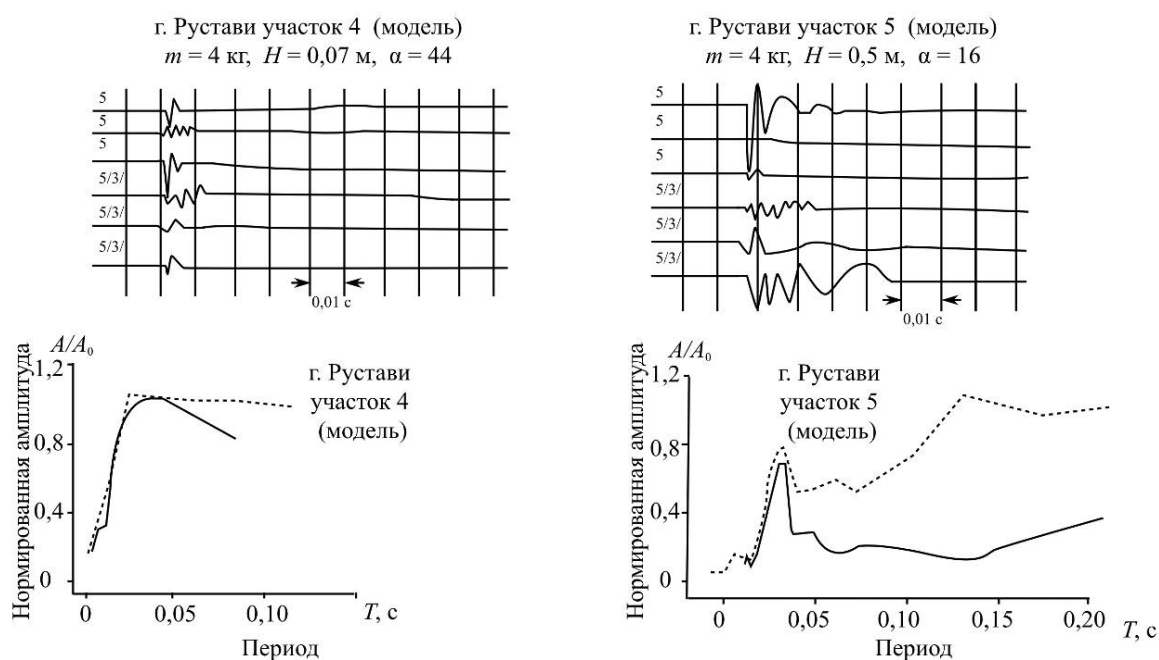 г. Рустави участок 4 (модель)
m = 4 кг, H = 0,07 м, α = 44
5
5
5
5/3/
5/3/
5/3/
0,01 с
г. Рустави участок 5 (модель)
m = 4 кг, H = 0,5 м, α = 16
5
5
5
5/3/
5/3/
5/3/
0,01 с
Нормированная амплитуда
A/A₀
1,2
0,8
0,4
0
г. Рустави
участок 4
(модель)
0
0,05
0,10
T, с
Период
Нормированная амплитуда
A/A₀
1,2
0,8
0,4
0
г. Рустави
участок 5
(модель)
0
0,05
0,10
0,15
0,20
T, с
Период